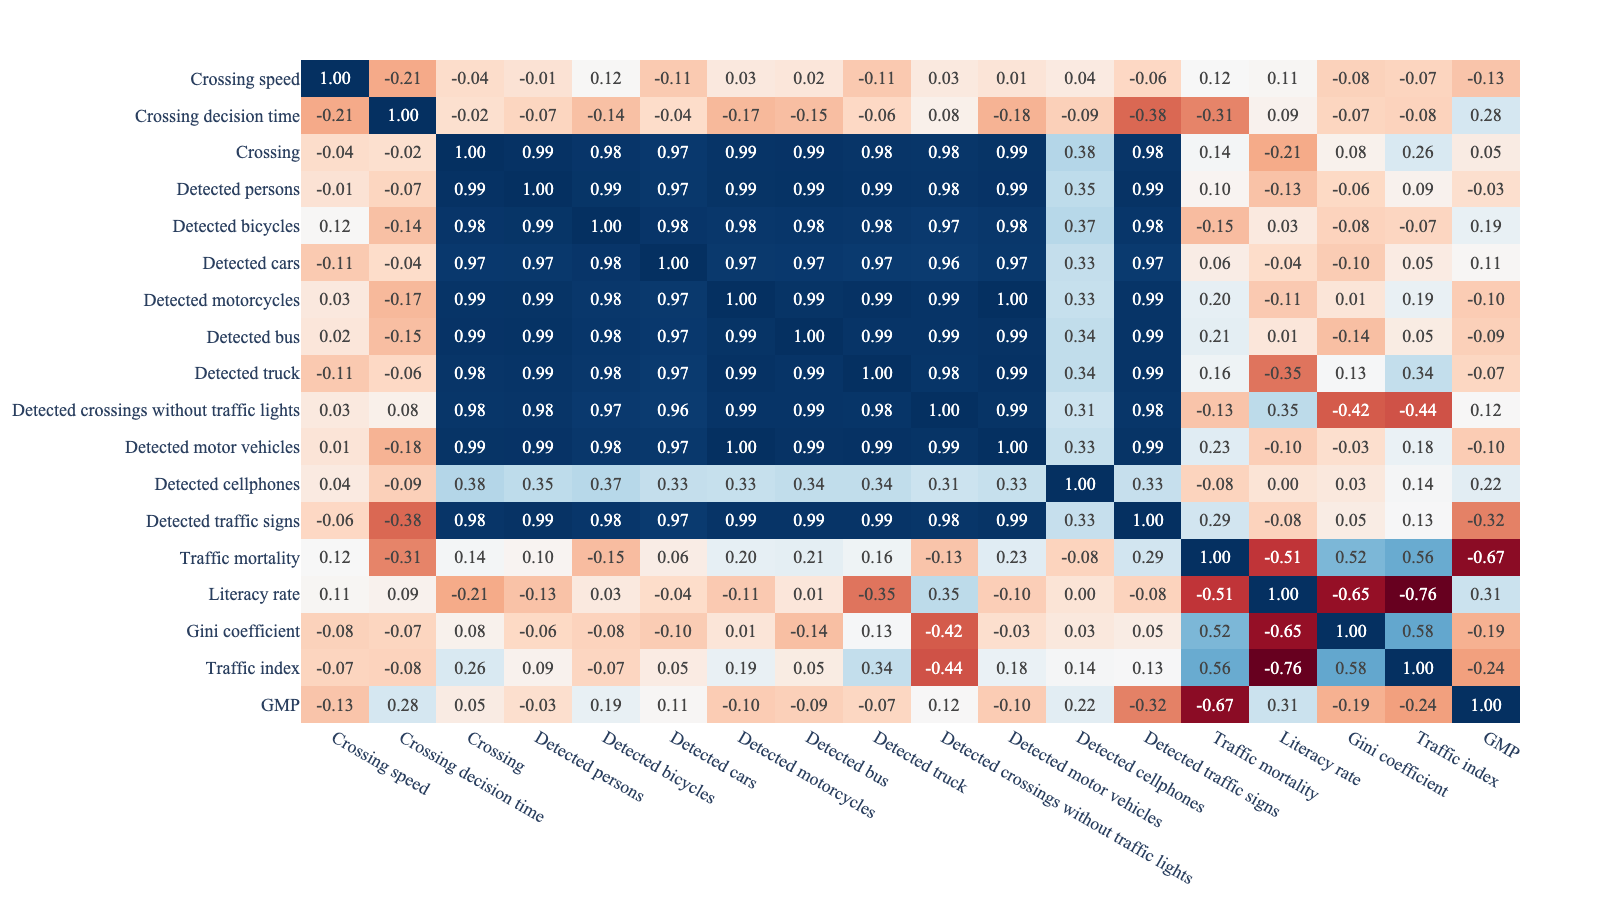 Crossing speed 1.00 -0.21 -0.04 -0.01 0.12 -0.11 0.03 0.02 -0.11 0.03 0.01 0.04 -0.06 0.12 0.11 -0.08 -0.07 -0.13
Crossing decision time -0.21 1.00 -0.02 -0.07 -0.14 -0.04 -0.17 -0.15 -0.06 0.08 -0.18 -0.09 -0.38 -0.31 0.09 -0.07 -0.08 0.28
Crossing -0.04 -0.02 1.00 0.99 0.98 0.97 0.99 0.99 0.98 0.98 0.99 0.38 0.98 0.14 -0.21 0.08 0.26 0.05
Detected persons -0.01 -0.07 0.99 1.00 0.99 0.97 0.99 0.99 0.99 0.98 0.99 0.35 0.99 0.10 -0.13 -0.06 0.09 -0.03
Detected bicycles 0.12 -0.14 0.98 0.99 1.00 0.98 0.98 0.98 0.98 0.97 0.98 0.37 0.98 -0.15 0.03 -0.08 -0.07 0.19
Detected cars -0.11 -0.04 0.97 0.97 0.98 1.00 0.97 0.97 0.97 0.96 0.97 0.33 0.97 0.06 -0.04 -0.10 0.05 0.11
Detected motorcycles 0.03 -0.17 0.99 0.99 0.98 0.97 1.00 0.99 0.99 0.99 1.00 0.33 0.99 0.20 -0.11 0.01 0.19 -0.10
Detected bus 0.02 -0.15 0.99 0.99 0.98 0.97 0.99 1.00 0.99 0.99 0.99 0.34 0.99 0.21 0.01 -0.14 0.05 -0.09
Detected truck -0.11 -0.06 0.98 0.99 0.98 0.97 0.99 0.99 1.00 0.98 0.99 0.34 0.99 0.16 -0.35 0.13 0.34 -0.07
Detected crossings without traffic lights 0.03 0.08 0.98 0.98 0.97 0.96 0.99 0.99 0.98 1.00 0.99 0.31 0.98 -0.13 0.35 -0.42 -0.44 0.12
Detected motor vehicles 0.01 -0.18 0.99 0.99 0.98 0.97 1.00 0.99 0.99 0.99 1.00 0.33 0.99 0.23 -0.10 -0.03 0.18 -0.10
Detected cellphones 0.04 -0.09 0.38 0.35 0.37 0.33 0.33 0.34 0.34 0.31 0.33 1.00 0.33 -0.08 0.00 0.03 0.14 0.22
Detected traffic signs -0.06 -0.38 0.98 0.99 0.98 0.97 0.99 0.99 0.99 0.98 0.99 0.33 1.00 0.29 -0.08 0.05 0.13 -0.32
Traffic mortality 0.12 -0.31 0.14 0.10 -0.15 0.06 0.20 0.21 0.16 -0.13 0.23 -0.08 0.29 1.00 -0.51 0.52 0.56 -0.67
Literacy rate 0.11 0.09 -0.21 -0.13 0.03 -0.04 -0.11 0.01 -0.35 0.35 -0.10 0.00 -0.08 -0.51 1.00 -0.65 -0.76 0.31
Gini coefficient -0.08 -0.07 0.08 -0.06 -0.08 -0.10 0.01 -0.14 0.13 -0.42 -0.03 0.03 0.05 0.52 -0.65 1.00 0.58 -0.19
Traffic index -0.07 -0.08 0.26 0.09 -0.07 0.05 0.19 0.05 0.34 -0.44 0.18 0.14 0.13 0.56 -0.76 0.58 1.00 -0.24
GMP -0.13 0.28 0.05 -0.03 0.19 0.11 -0.10 -0.09 -0.07 0.12 -0.10 0.22 -0.32 -0.67 0.31 -0.19 -0.24 1.00
Crossing speed
Crossing decision time
Crossing
Detected persons
Detected bicycles
Detected cars
Detected motorcycles
Detected bus
Detected truck
Detected crossings without traffic lights
Detected motor vehicles
Detected cellphones
Detected traffic signs
Traffic mortality
Literacy rate
Gini coefficient
Traffic index
GMP